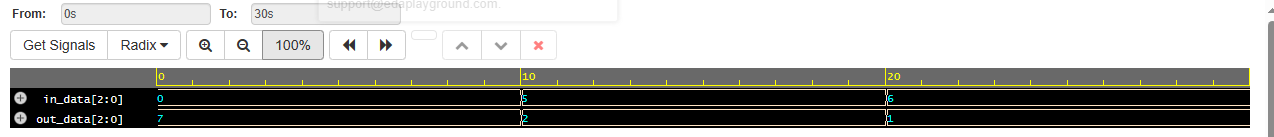 support@edaplayground.com.
From: 0s To: 30s
Get Signals Radix 100%
0 10 20
in_data[2:0] 0 5 6
out_data[2:0] 7 2 1